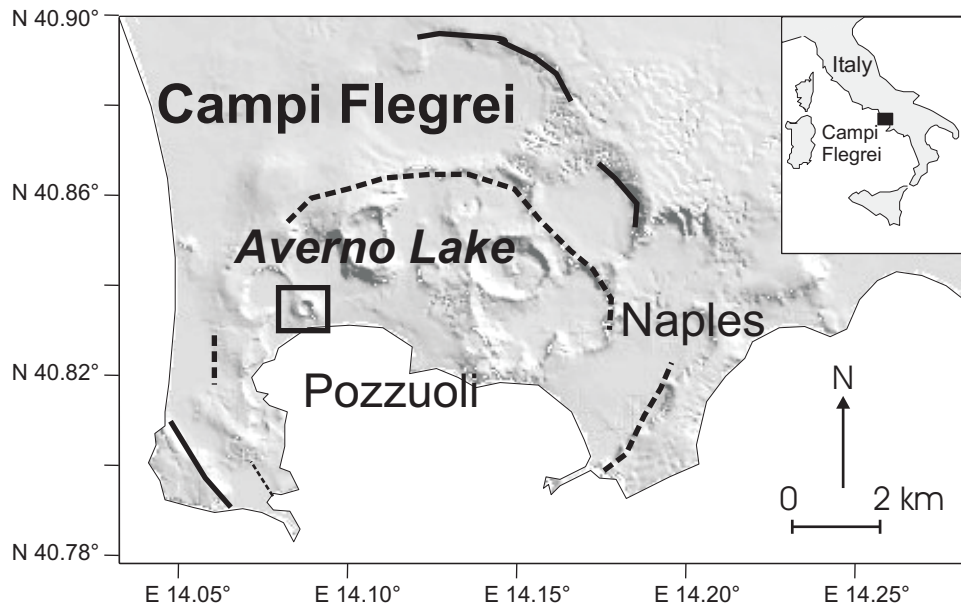 N 40.90°
Italy
Campi Flegrei
Campi
Flegrei
N 40.86°
Averno Lake
Naples
N 40.82°
Pozzuoli
N
0 2 km
N 40.78°
E 14.05° E 14.10° E 14.15° E 14.20° E 14.25°